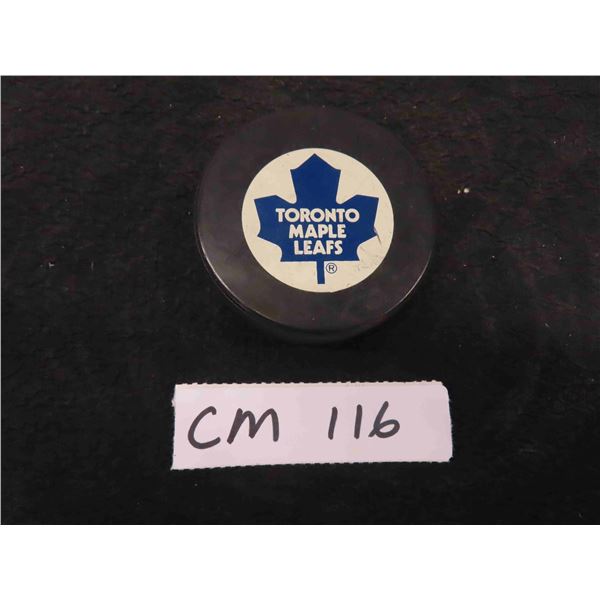 TORONTO
MAPLE
LEAFS
®
CM 116